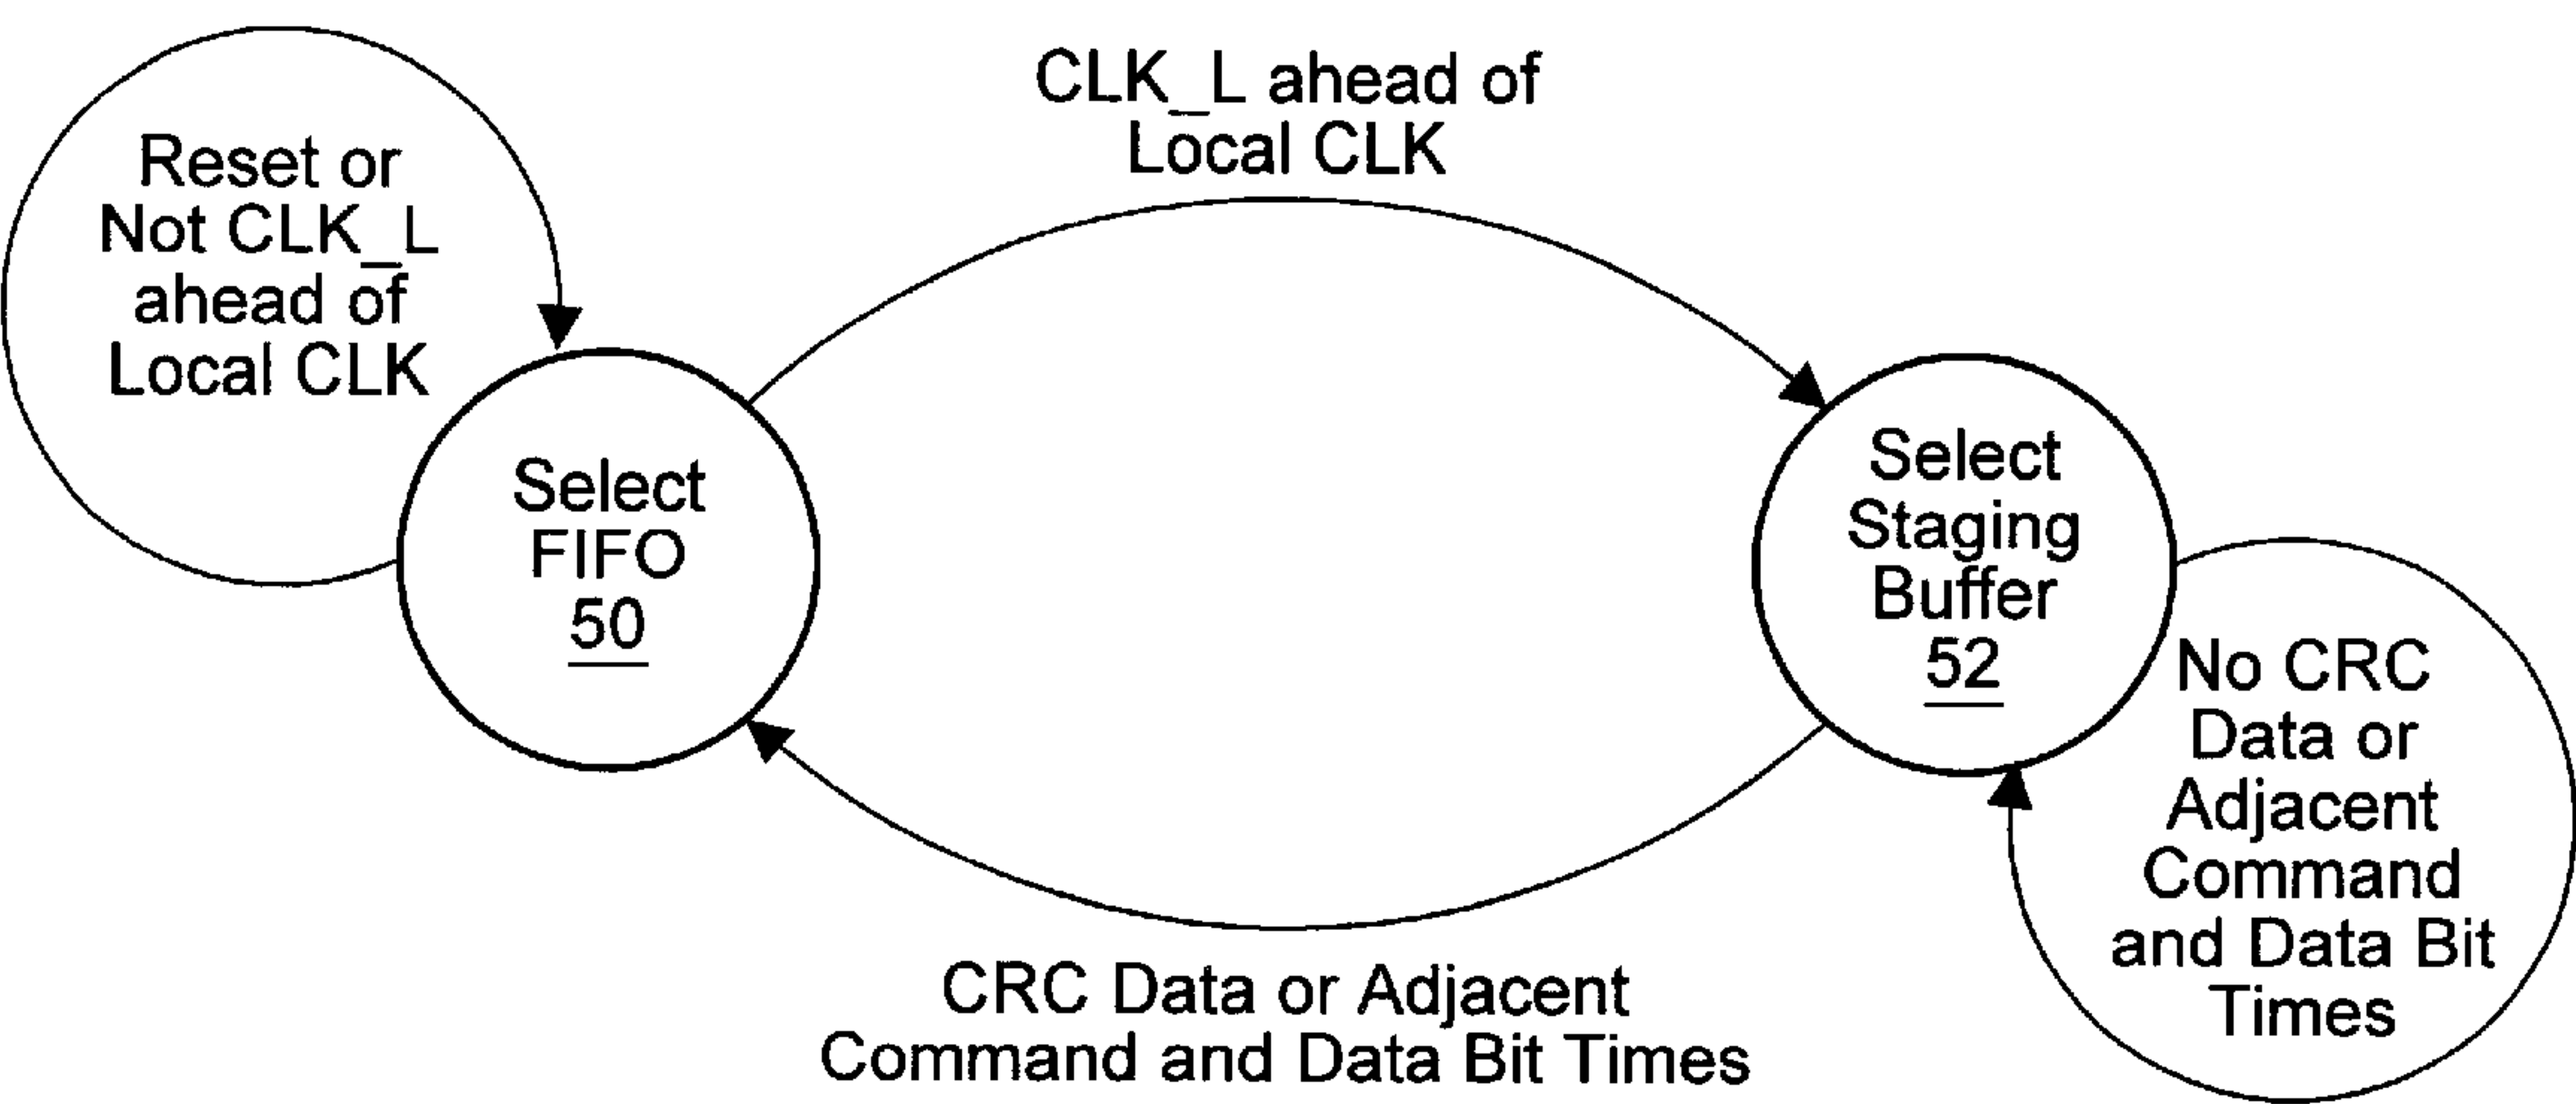 Reset or
Not CLK_L
ahead of
Local CLK
CLK_L ahead of
Local CLK
Select
FIFO
50
Select
Staging
Buffer
52
No CRC
Data or
Adjacent
Command
and Data Bit
Times
CRC Data or Adjacent
Command and Data Bit Times